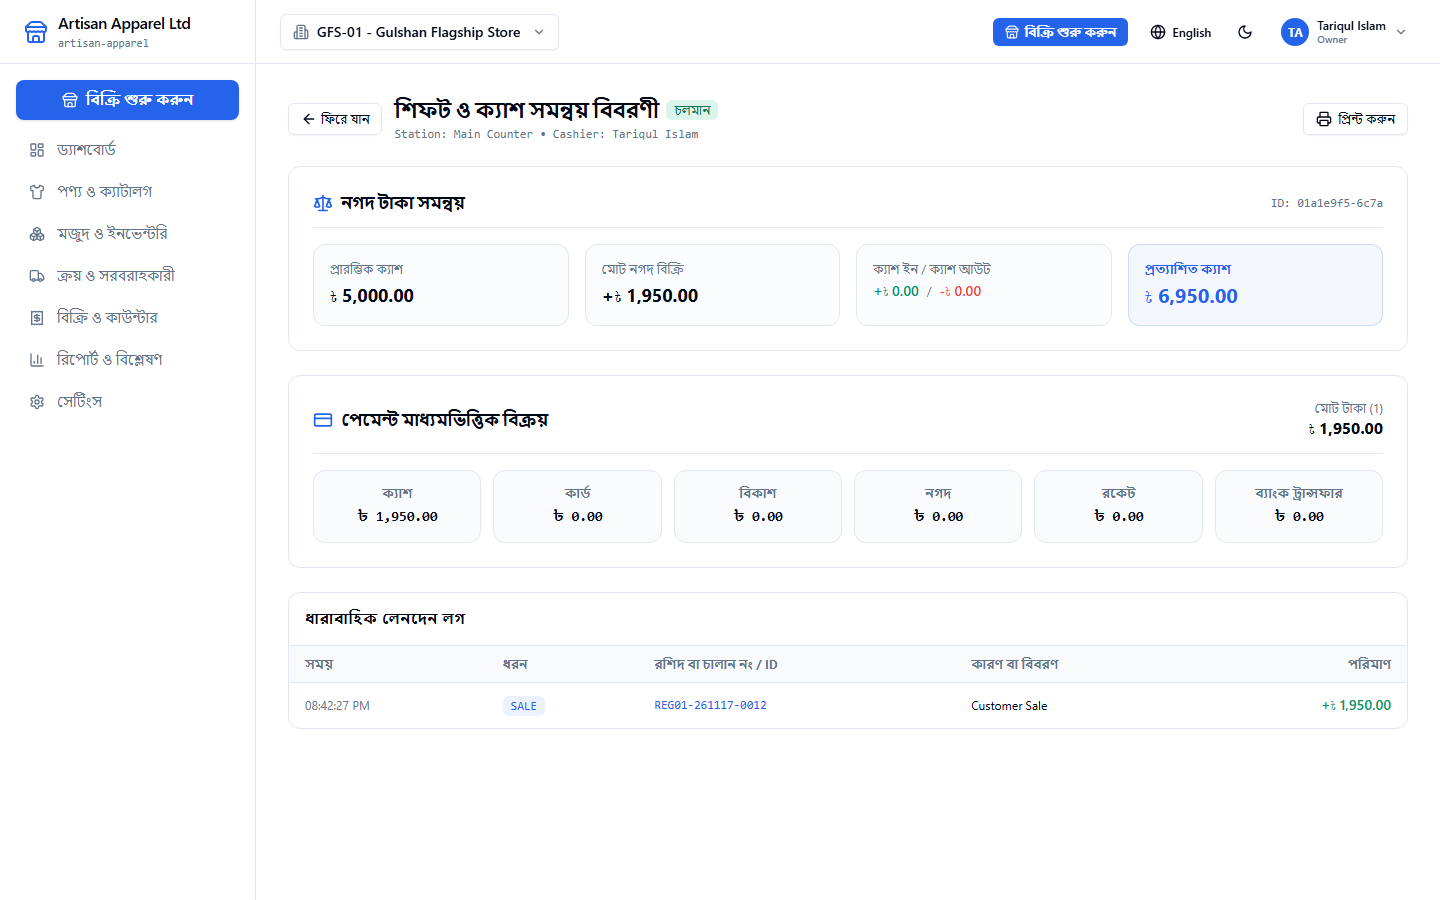 Artisan Apparel Ltd
artisan-apparel
GFS-01 - Gulshan Flagship Store
বিক্রি শুরু করুন
English
TA
Tariqul Islam
Owner
বিক্রি শুরু করুন
ড্যাশবোর্ড
পণ্য ও ক্যাটালগ
মজুদ ও ইনভেন্টরি
ক্রয় ও সরবরাহকারী
বিক্রি ও কাউন্টার
রিপোর্ট ও বিশ্লেষণ
সেটিংস
ফিরে যান
শিফট ও ক্যাশ সমন্বয় বিবরণী
চলমান
Station: Main Counter • Cashier: Tariqul Islam
প্রিন্ট করুন
নগদ টাকা সমন্বয়
ID: 01a1e9f5-6c7a
প্রারম্ভিক ক্যাশ
৳ 5,000.00
মোট নগদ বিক্রি
+৳ 1,950.00
ক্যাশ ইন / ক্যাশ আউট
+৳ 0.00 / -৳ 0.00
প্রত্যাশিত ক্যাশ
৳ 6,950.00
পেমেন্ট মাধ্যমভিত্তিক বিক্রয়
মোট টাকা (1)
৳ 1,950.00
ক্যাশ
৳ 1,950.00
কার্ড
৳ 0.00
বিকাশ
৳ 0.00
নগদ
৳ 0.00
রকেট
৳ 0.00
ব্যাংক ট্রান্সফার
৳ 0.00
ধারাবাহিক লেনদেন লগ
সময় ধরন রশিদ বা চালান নং / ID কারণ বা বিবরণ পরিমাণ
08:42:27 PM SALE REG01-261117-0012 Customer Sale +৳ 1,950.00